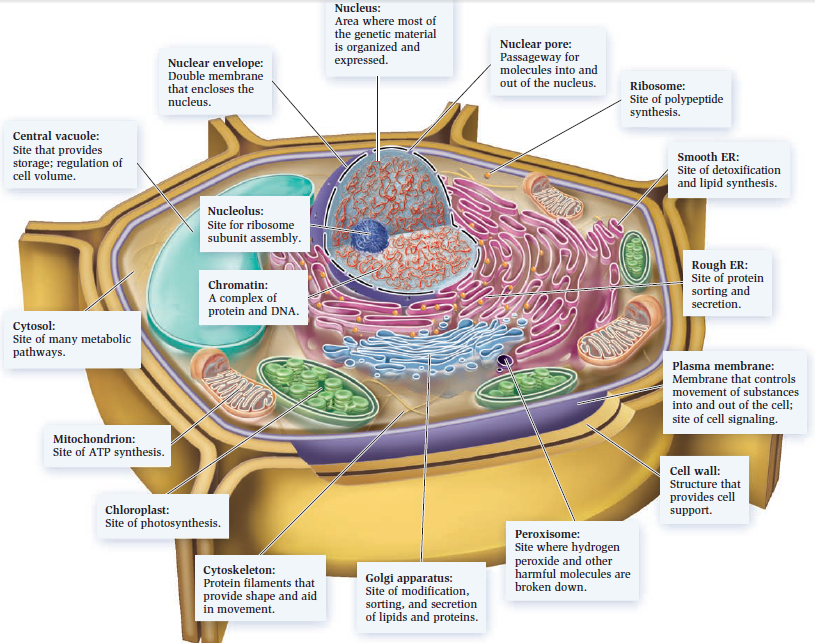 Nucleus:
Area where most of
the genetic material
is organized and
expressed.
Nuclear pore:
Passageway for
molecules into and
out of the nucleus.
Nuclear envelope:
Double membrane
that encloses the
nucleus.
Ribosome:
Site of polypeptide
synthesis.
Central vacuole:
Site that provides
storage; regulation of
cell volume.
Smooth ER:
Site of detoxification
and lipid synthesis.
Nucleolus:
Site for ribosome
subunit assembly.
Rough ER:
Site of protein
sorting and
secretion.
Chromatin:
A complex of
protein and DNA.
Cytosol:
Site of many metabolic
pathways.
Plasma membrane:
Membrane that controls
movement of substances
into and out of the cell;
site of cell signaling.
Mitochondrion:
Site of ATP synthesis.
Cell wall:
Structure that
provides cell
support.
Chloroplast:
Site of photosynthesis.
Peroxisome:
Site where hydrogen
peroxide and other
harmful molecules are
broken down.
Cytoskeleton:
Protein filaments that
provide shape and aid
in movement.
Golgi apparatus:
Site of modification,
sorting, and secretion
of lipids and proteins.